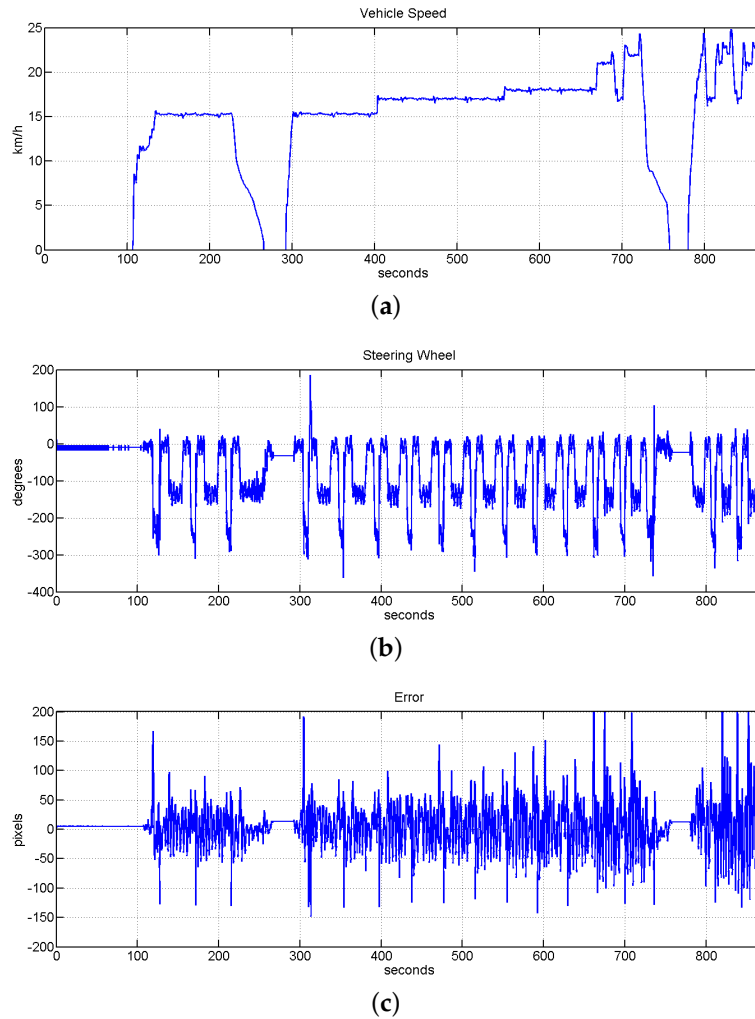 Vehicle Speed
25
20
15
10
5
0
km/h
0 100 200 300 400 500 600 700 800
seconds
(a)
Steering Wheel
200
100
0
-100
-200
-300
-400
degrees
0 100 200 300 400 500 600 700 800
seconds
(b)
Error
200
150
100
50
0
-50
-100
-150
-200
pixels
0 100 200 300 400 500 600 700 800
seconds
(c)